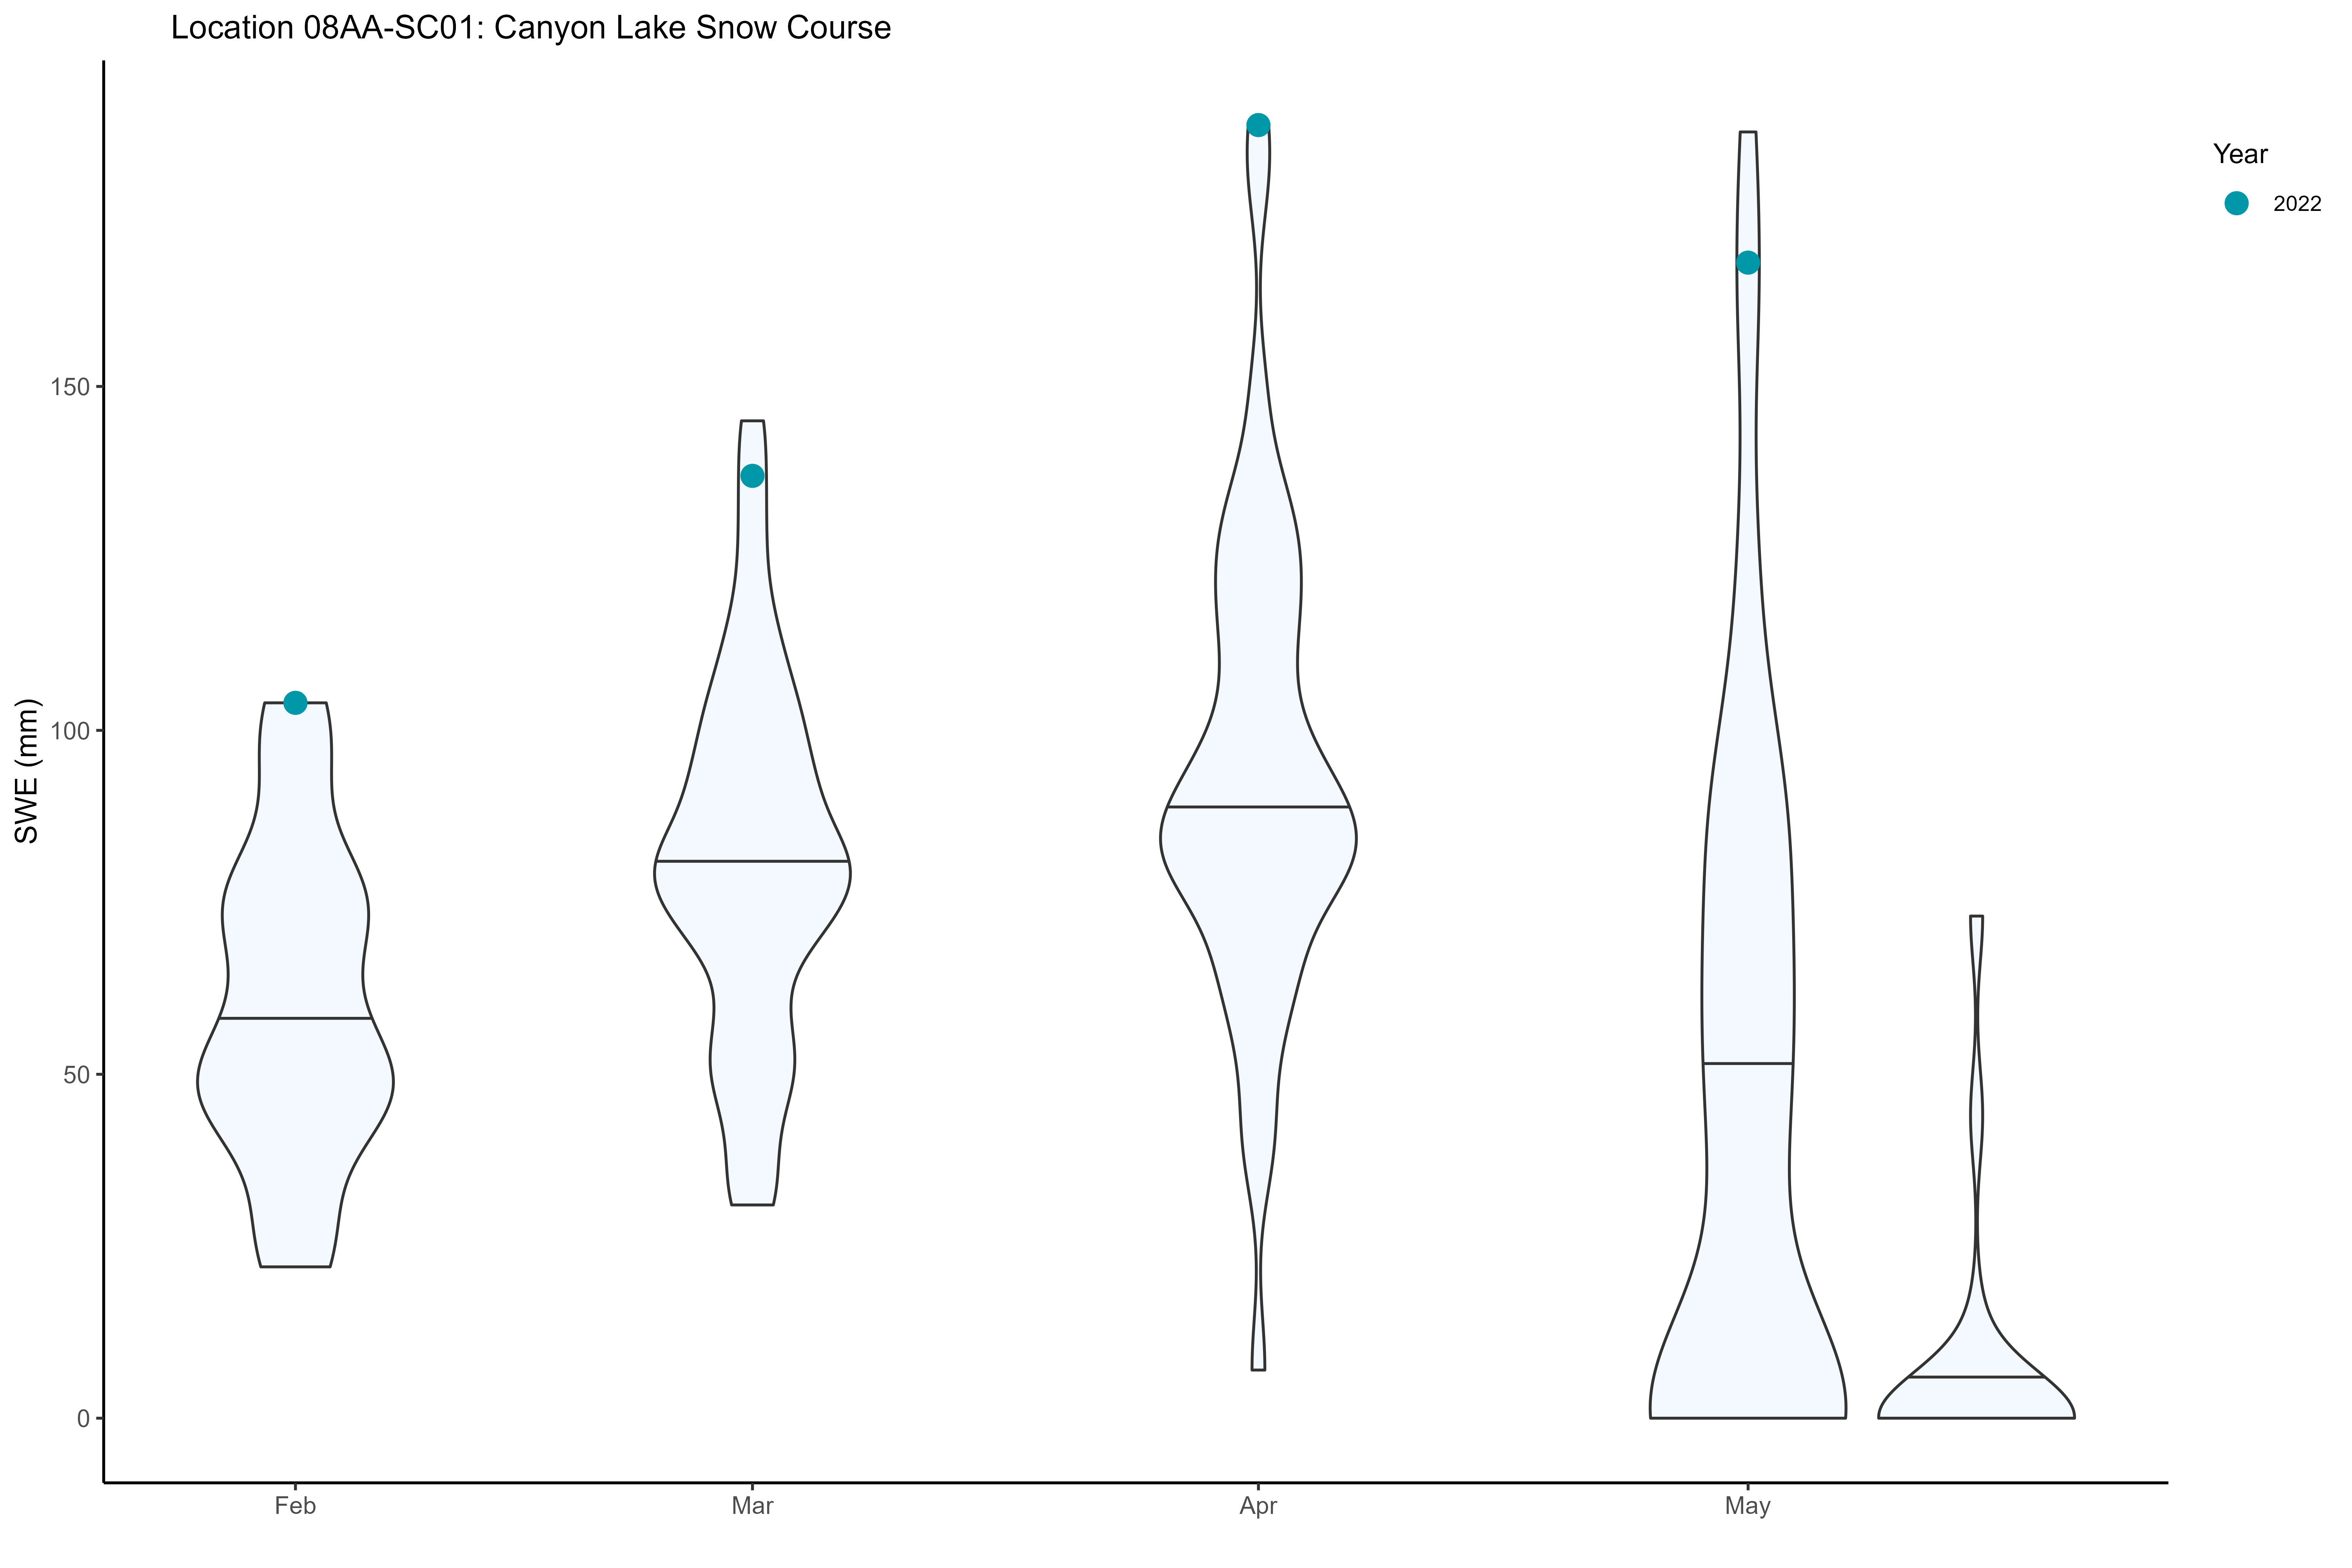 Location 08AA-SC01: Canyon Lake Snow Course
Year
2022
SWE (mm)
150
100
50
0
Feb
Mar
Apr
May